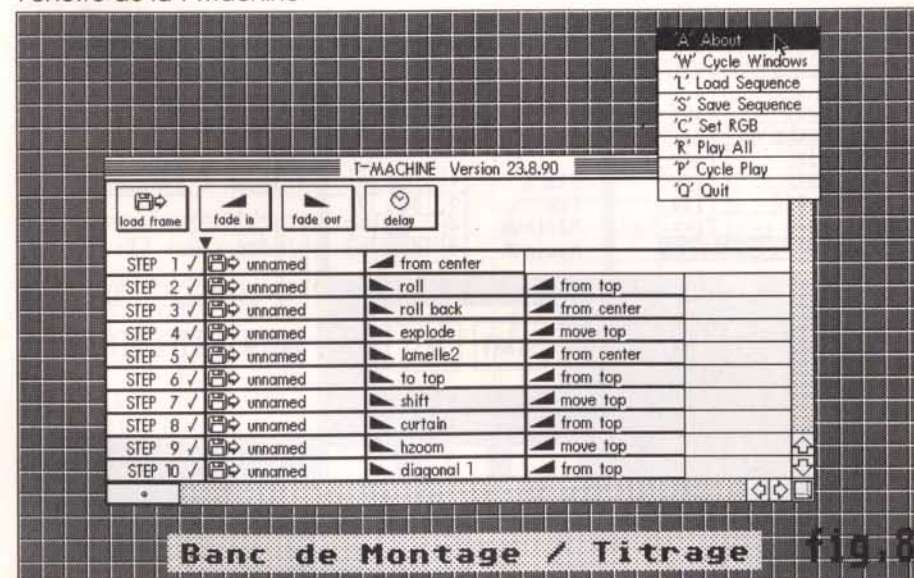 'A' About
'W' Cycle Windows
'L' Load Sequence
'S' Save Sequence
'C' Set RGB
'R' Play All
'P' Cycle Play
'Q' Quit
T-MACHINE Version 23.8.90
load frame fade in fade out delay
STEP 1 √ unnamed from center
STEP 2 √ unnamed roll from top
STEP 3 √ unnamed roll back from center
STEP 4 √ unnamed explode move top
STEP 5 √ unnamed lamelle2 from center
STEP 6 √ unnamed to top from top
STEP 7 √ unnamed shift move top
STEP 8 √ unnamed curtain from top
STEP 9 √ unnamed hzoom move top
STEP 10 √ unnamed diagonal 1 from top
Banc de Montage / Titrage fig.8